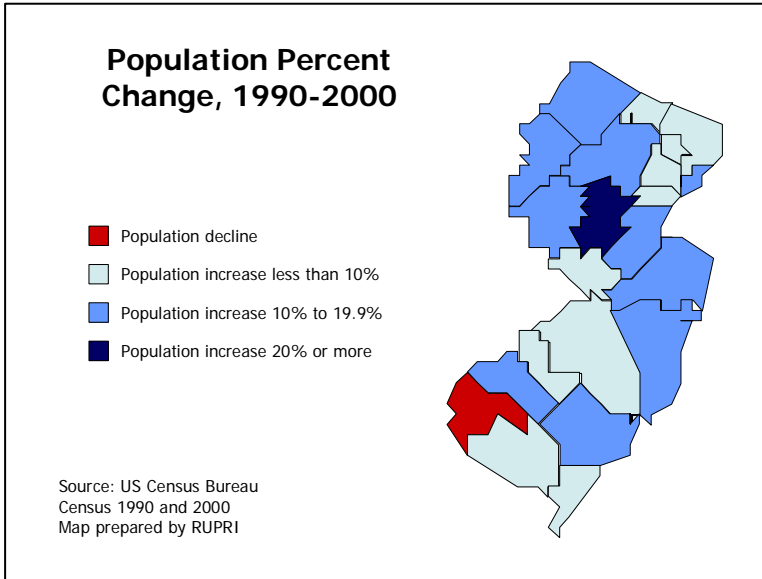 Population Percent
Change, 1990-2000
Population decline
Population increase less than 10%
Population increase 10% to 19.9%
Population increase 20% or more
Source: US Census Bureau
Census 1990 and 2000
Map prepared by RUPRI